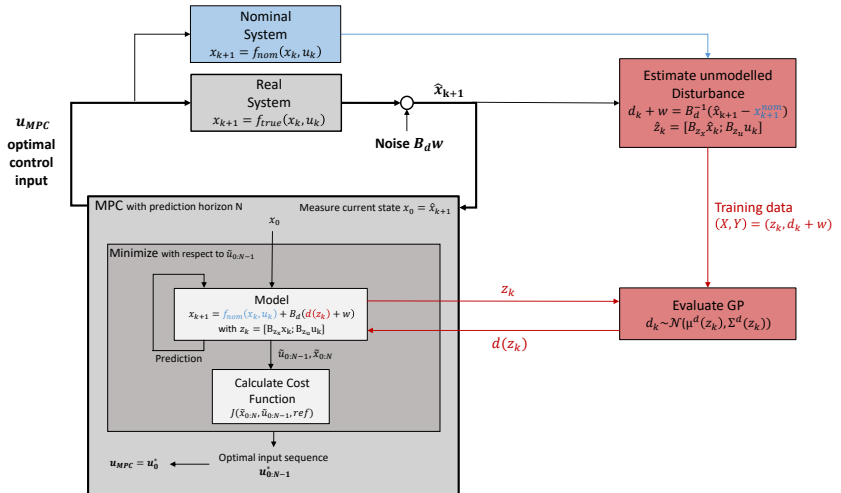 Nominal
System
x_{k+1} = f_{nom}(x_k, u_k)
Real
System
x_{k+1} = f_{true}(x_k, u_k)
x̂_{k+1}
Noise B_d w
u_{MPC}
optimal
control
input
Estimate unmodelled
Disturbance
d_k + w = B_d^{-1}(x̂_{k+1} − x_{k+1}^{nom})
ẑ_k = [B_{z_x} x̂_k; B_{z_u} u_k]
Training data
(X, Y) = (z_k, d_k + w)
MPC with prediction horizon N
Measure current state x_0 = x̂_{k+1}
x_0
Minimize with respect to ũ_{0:N−1}
Model
x_{k+1} = f_{nom}(x_k, u_k) + B_d(d(z_k) + w)
with z_k = [B_{z_x} x_k; B_{z_u} u_k]
Prediction
z_k
d(z_k)
Evaluate GP
d_k~𝒩(μ^d(z_k), Σ^d(z_k))
ũ_{0:N−1}, x̃_{0:N}
Calculate Cost
Function
J(x̃_{0:N}, ũ_{0:N−1}, ref)
Optimal input sequence
u^*_{0:N−1}
u_{MPC} = u_0^*